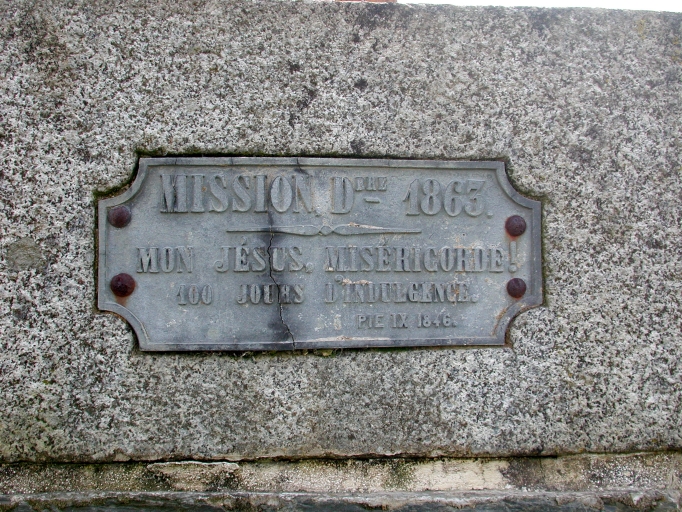 MISSION Dbre 1863.
MON JÉSUS, MISÉRICORDE!
100 JOURS D'INDULGENCE.
PIE IX 1846.